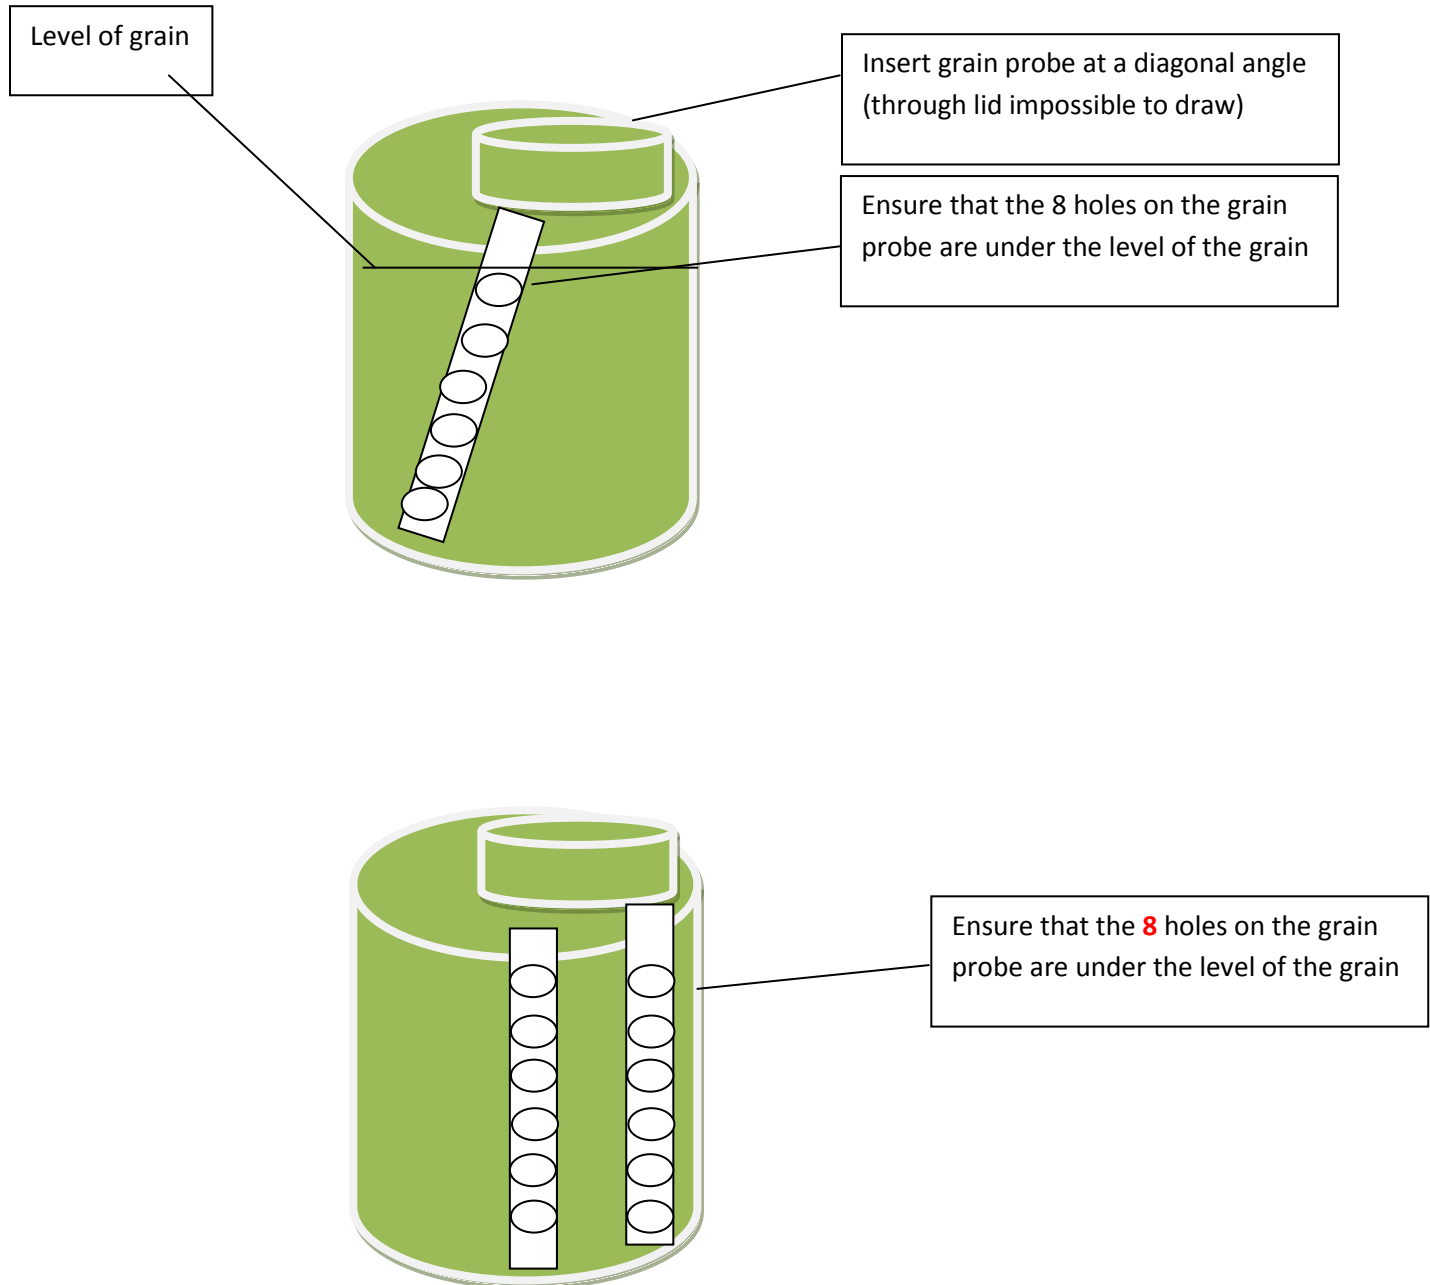 Level of grain
Insert grain probe at a diagonal angle
(through lid impossible to draw)
Ensure that the 8 holes on the grain
probe are under the level of the grain
Ensure that the 8 holes on the grain
probe are under the level of the grain